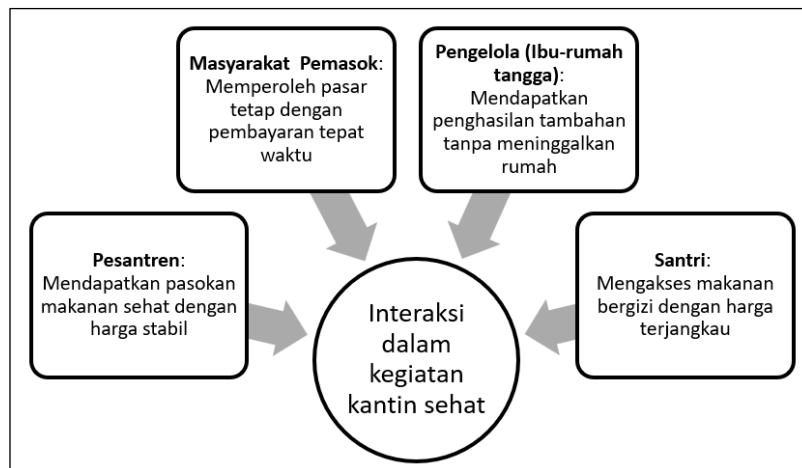 Masyarakat Pemasok:
Memperoleh pasar
tetap dengan
pembayaran tepat
waktu
Pengelola (Ibu-rumah
tangga):
Mendapatkan
penghasilan tambahan
tanpa meninggalkan
rumah
Pesantren:
Mendapatkan pasokan
makanan sehat dengan
harga stabil
Santri:
Mengakses makanan
bergizi dengan harga
terjangkau
Interaksi
dalam
kegiatan
kantin sehat